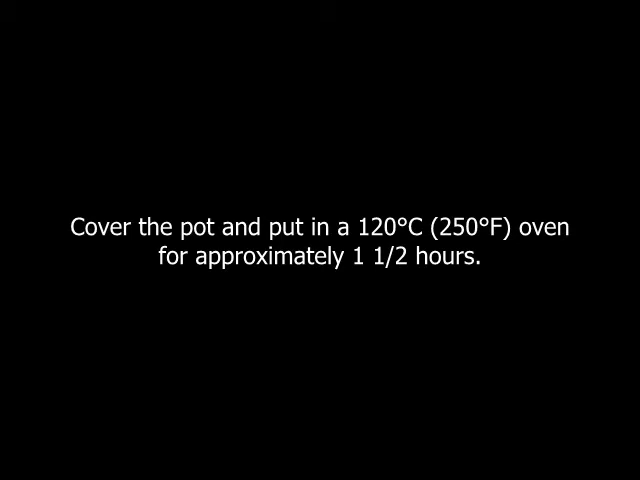 Cover the pot and put in a 120°C (250°F) oven
for approximately 1 1/2 hours.